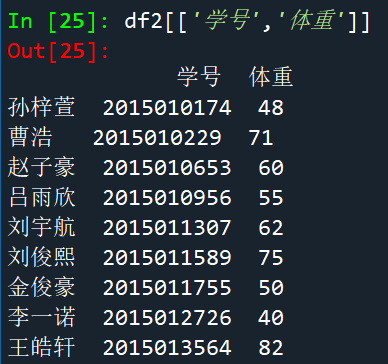 In [25]: df2[['学号','体重']]
Out[25]:
学号 体重
孙梓萱 2015010174 48
曹浩 2015010229 71
赵子豪 2015010653 60
吕雨欣 2015010956 55
刘宇航 2015011307 62
刘俊熙 2015011589 75
金俊豪 2015011755 50
李一诺 2015012726 40
王皓轩 2015013564 82